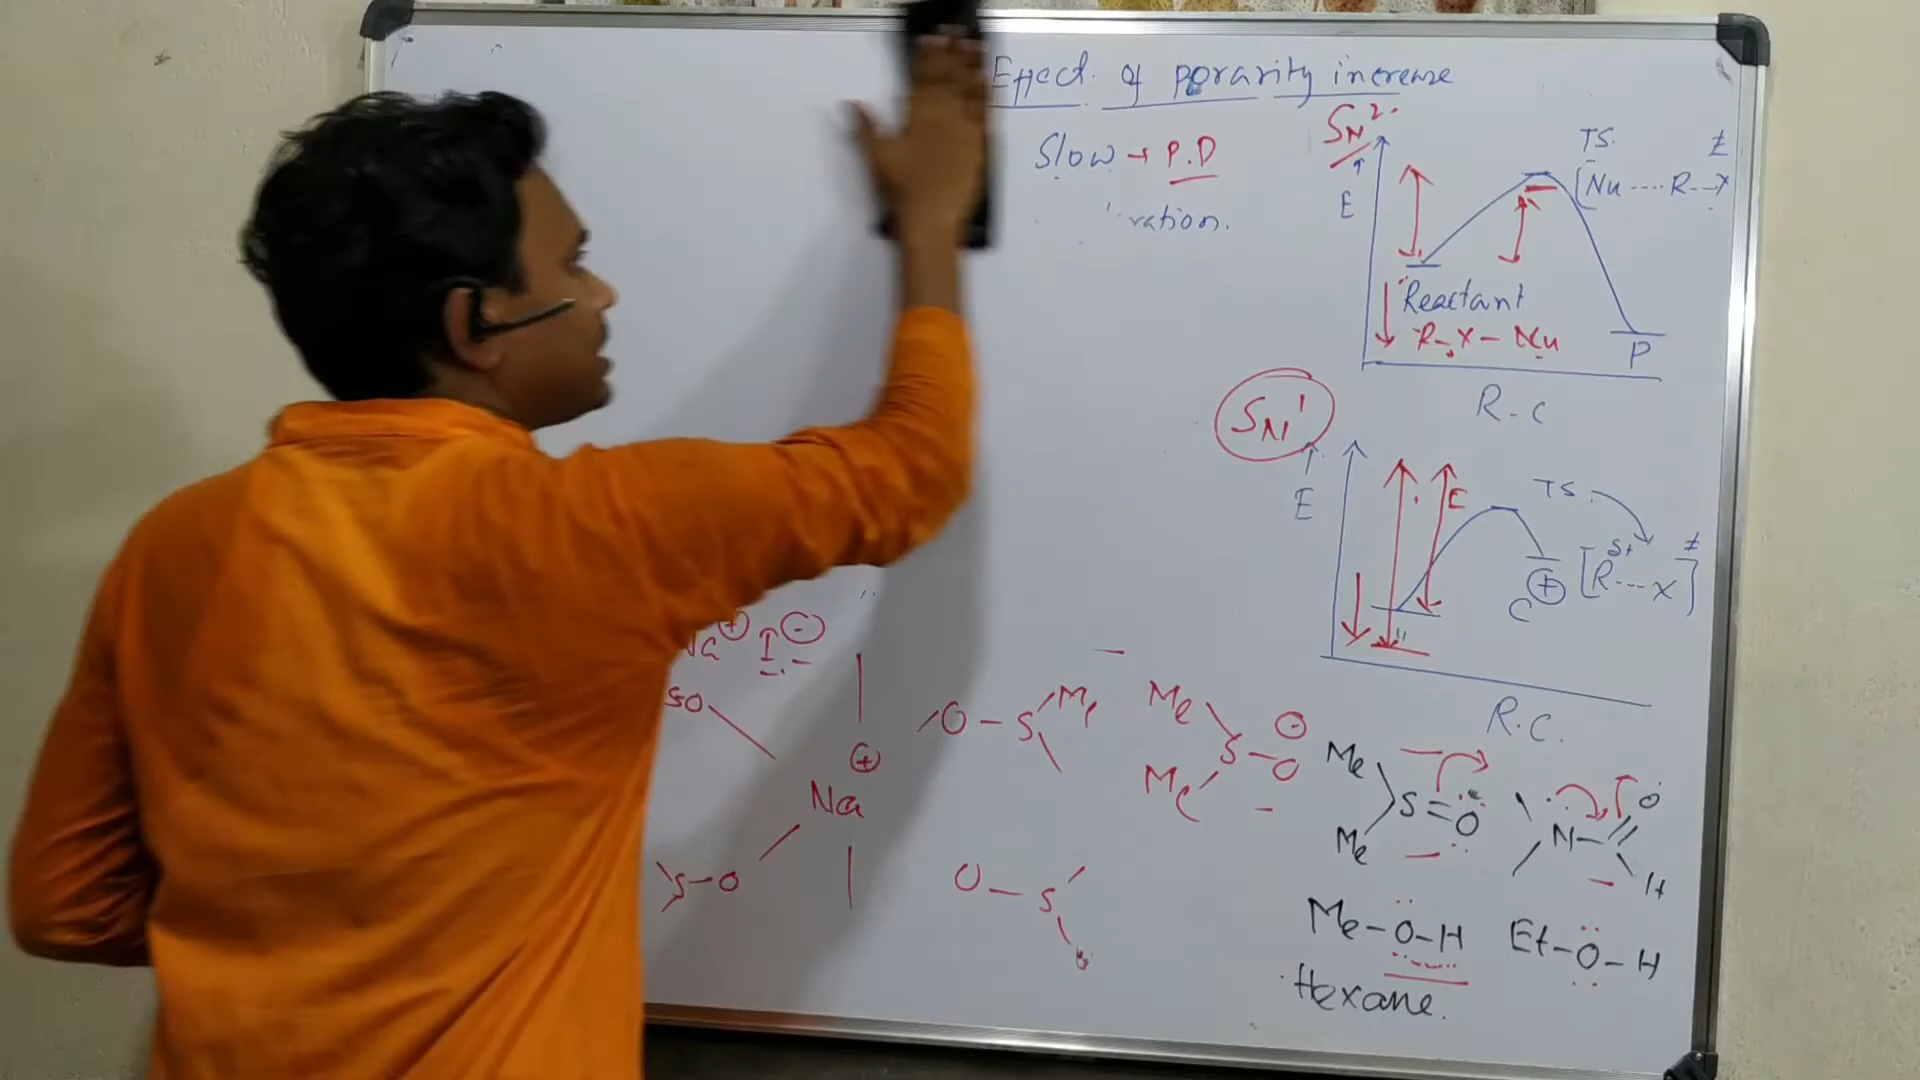 Effect of porarity increase
Slow → P.D
ration.
SN2
E
TS
[Nu ---- R--X
≠
Reactant
R-X - Nu
P
R-C
SN1
E
E
TS
[R---X]
δ+
≠
C⊕
R.C.
Na⊕ I⊖
SO
Na⊕
S-O
O-S
Me
O-S
Me
Me
S-O⊖
Me
Me
S=O
N-C
O
H
Me-O-H
Et-O-H
Hexane.